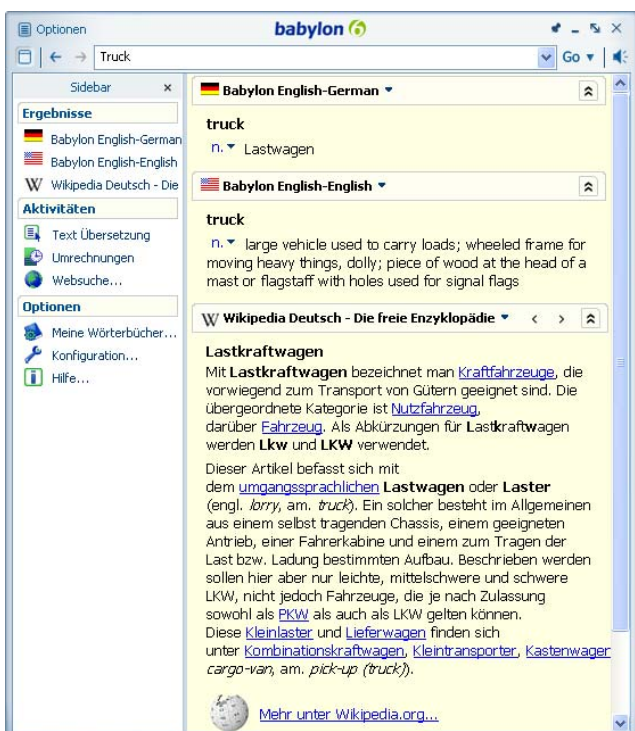 Optionen
babylon 6
Truck
Go
Sidebar
Ergebnisse
Babylon English-German
Babylon English-English
Wikipedia Deutsch - Die
Aktivitäten
Text Übersetzung
Umrechnungen
Websuche...
Optionen
Meine Wörterbücher...
Konfiguration...
Hilfe...
Babylon English-German
truck
n. Lastwagen
Babylon English-English
truck
n. large vehicle used to carry loads; wheeled frame for
moving heavy things, dolly; piece of wood at the head of a
mast or flagstaff with holes used for signal flags
W Wikipedia Deutsch - Die freie Enzyklopädie
Lastkraftwagen
Mit Lastkraftwagen bezeichnet man Kraftfahrzeuge, die
vorwiegend zum Transport von Gütern geeignet sind. Die
übergeordnete Kategorie ist Nutzfahrzeug,
darüber Fahrzeug. Als Abkürzungen für Lastkraftwagen
werden Lkw und LKW verwendet.
Dieser Artikel befasst sich mit
dem umgangssprachlichen Lastwagen oder Laster
(engl. lorry, am. truck). Ein solcher besteht im Allgemeinen
aus einem selbst tragenden Chassis, einem geeigneten
Antrieb, einer Fahrerkabine und einem zum Tragen der
Last bzw. Ladung bestimmten Aufbau. Beschrieben werden
sollen hier aber nur leichte, mittelschwere und schwere
LKW, nicht jedoch Fahrzeuge, die je nach Zulassung
sowohl als PKW als auch als LKW gelten können.
Diese Kleinlaster und Lieferwagen finden sich
unter Kombinationskraftwagen, Kleintransporter, Kastenwagen
cargo-van, am. pick-up (truck)).
Mehr unter Wikipedia.org...